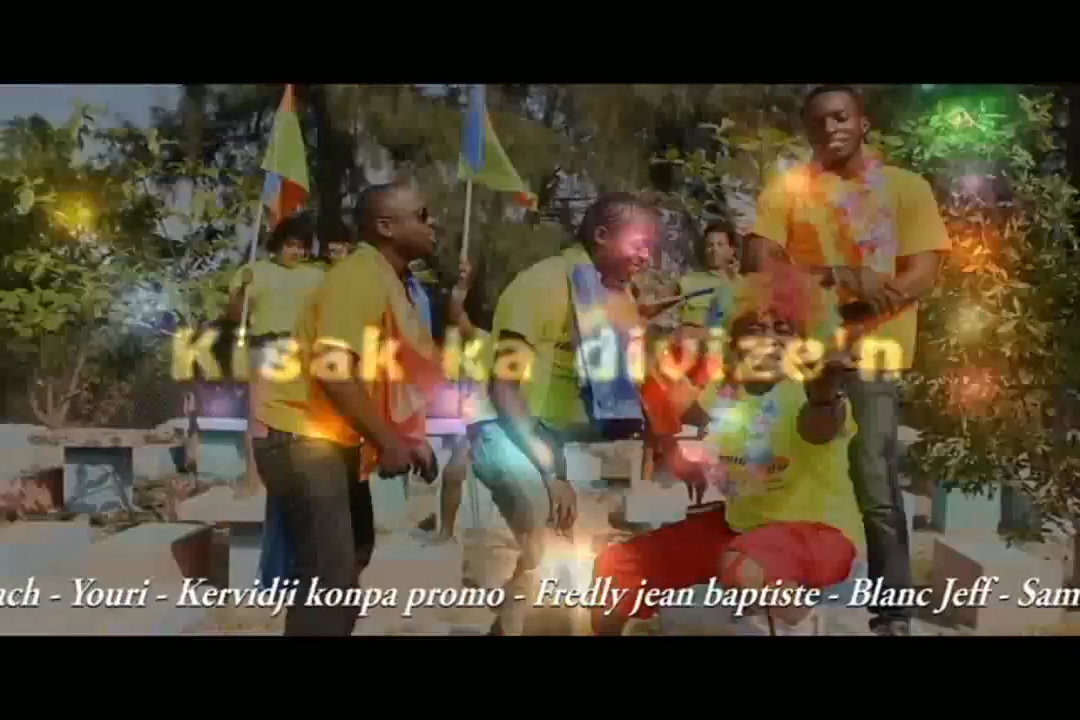 Kisak ka divize'n
ach - Youri - Kervidji konpa promo - Fredly jean baptiste - Blanc Jeff - Sam